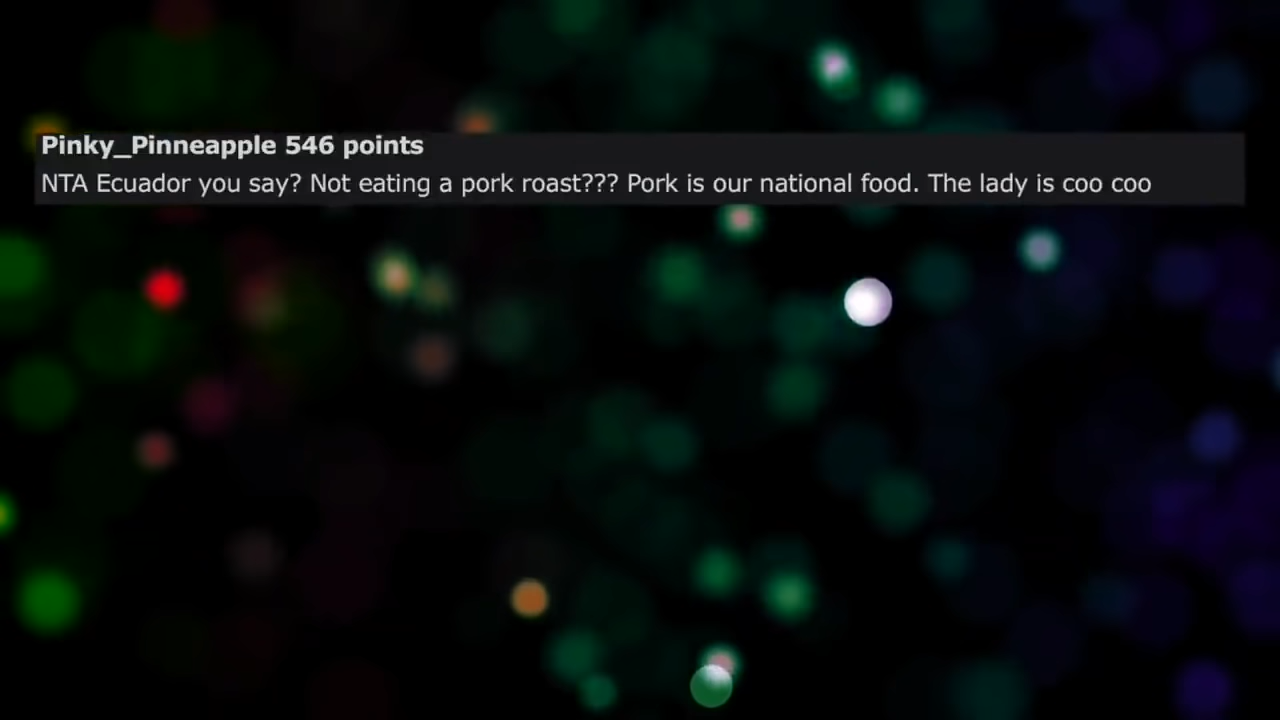 Pinky_Pinneapple 546 points
NTA Ecuador you say? Not eating a pork roast??? Pork is our national food. The lady is coo coo